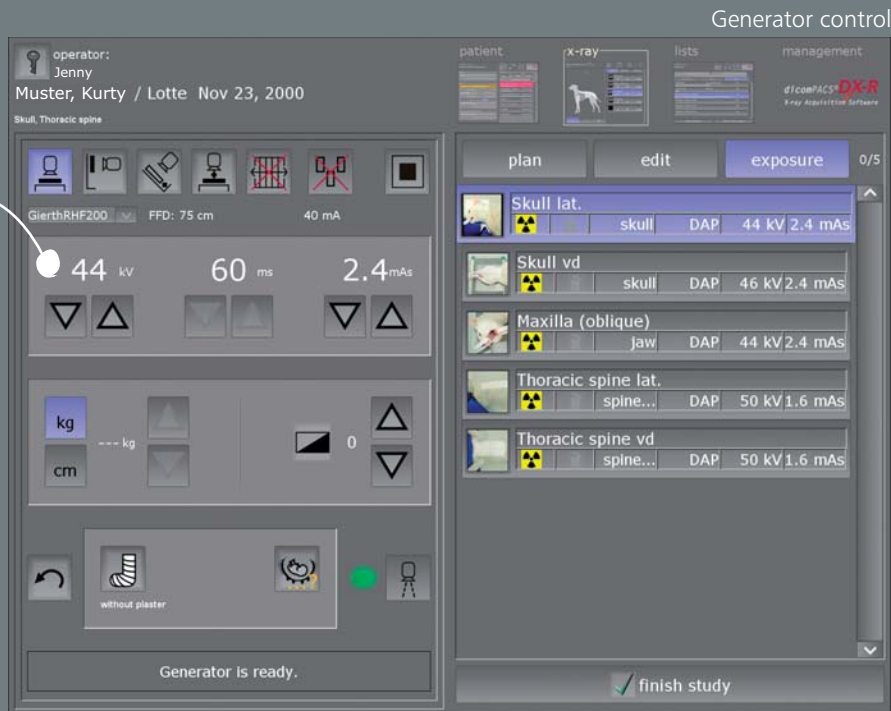 Generator control
operator:
Jenny
Muster, Kurty / Lotte Nov 23, 2000
Skull, Thoracic spine
patient
x-ray
lists
management
dicomPACS®DX-R
X-ray Acquisition Software
GierthRHF200 FFD: 75 cm 40 mA
44 kV 60 ms 2.4 mAs
kg
--- kg
0
cm
?
without plaster
Generator is ready.
plan edit exposure 0/5
Skull lat.
skull DAP 44 kV 2.4 mAs
Skull vd
skull DAP 46 kV 2.4 mAs
Maxilla (oblique)
jaw DAP 44 kV 2.4 mAs
Thoracic spine lat.
spine... DAP 50 kV 1.6 mAs
Thoracic spine vd
spine... DAP 50 kV 1.6 mAs
finish study